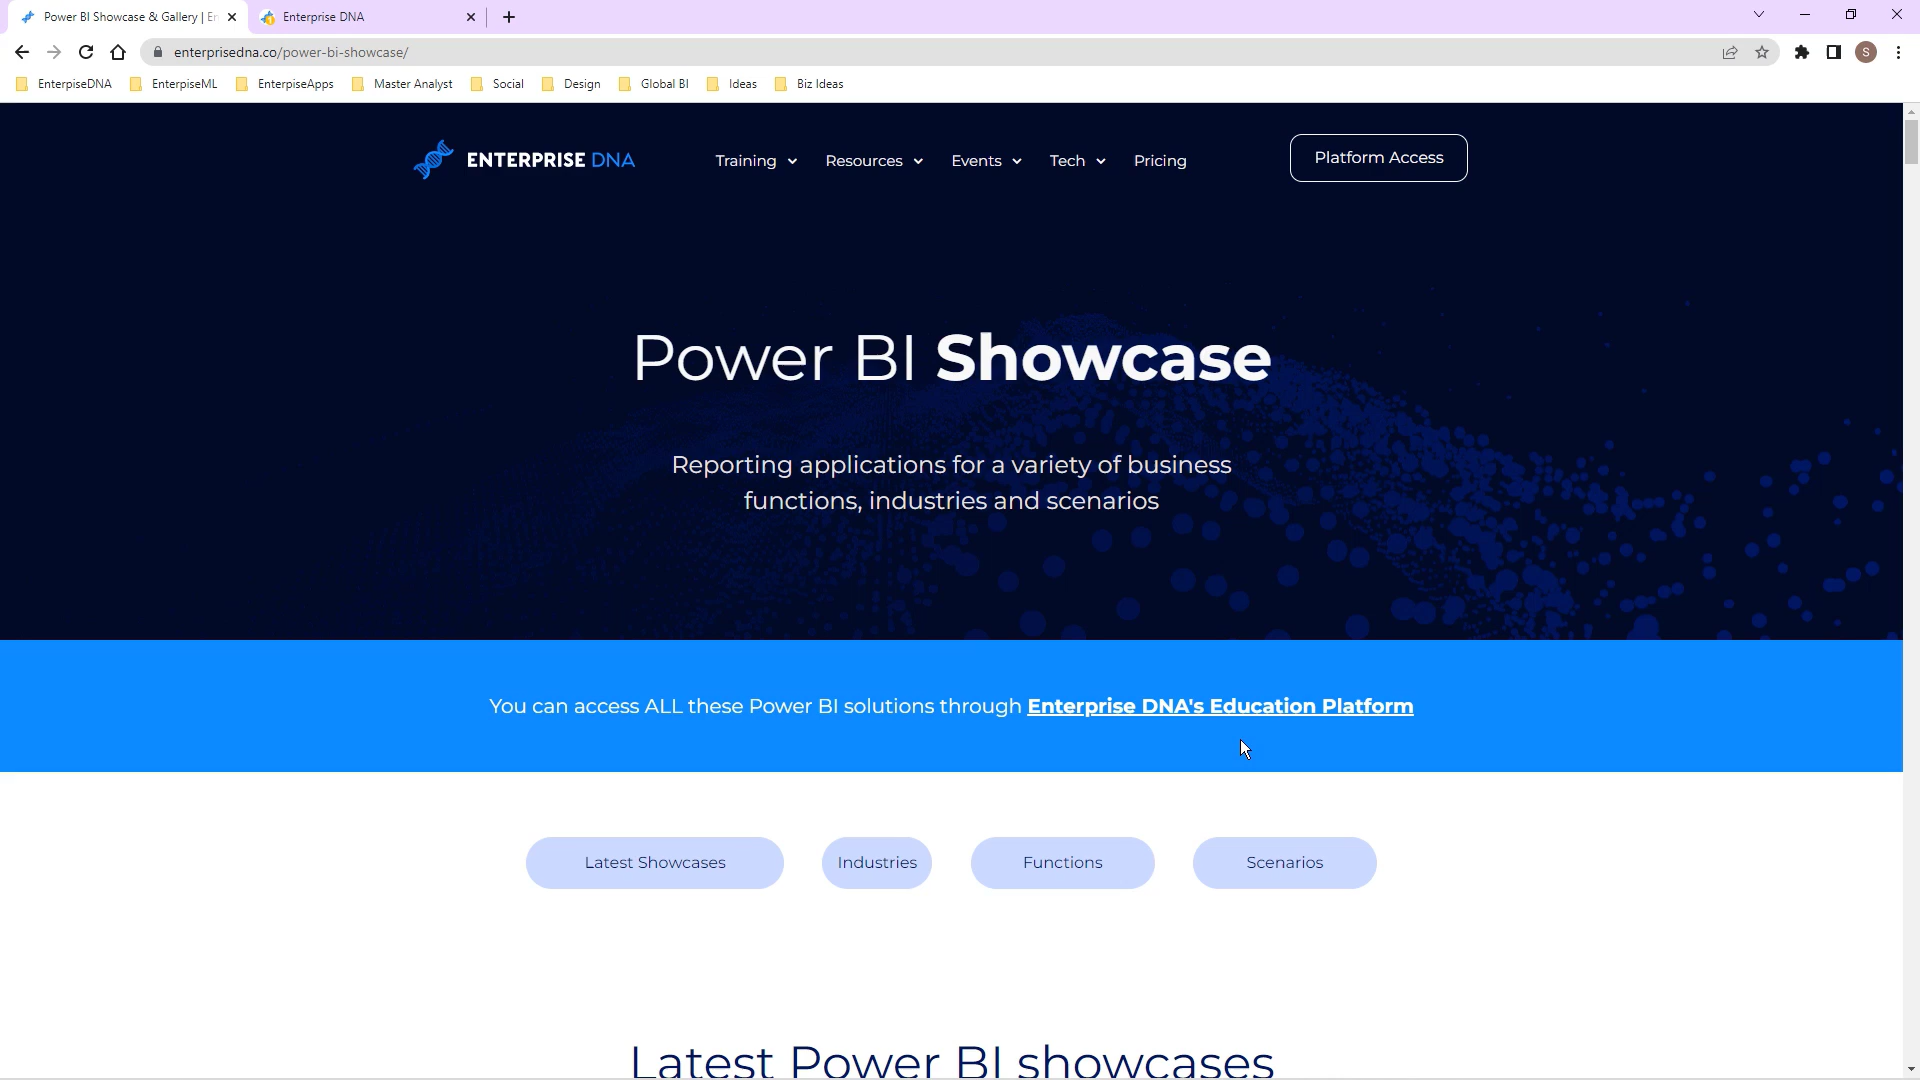 Power BI Showcase & Gallery | En
Enterprise DNA
enterprisedna.co/power-bi-showcase/
S
EnterpiseDNA
EnterpiseML
EnterpiseApps
Master Analyst
Social
Design
Global BI
Ideas
Biz Ideas
ENTERPRISE DNA
Training
Resources
Events
Tech
Pricing
Platform Access
Power BI Showcase
Reporting applications for a variety of business
functions, industries and scenarios
You can access ALL these Power BI solutions through Enterprise DNA's Education Platform
Latest Showcases
Industries
Functions
Scenarios
Latest Power BI showcases